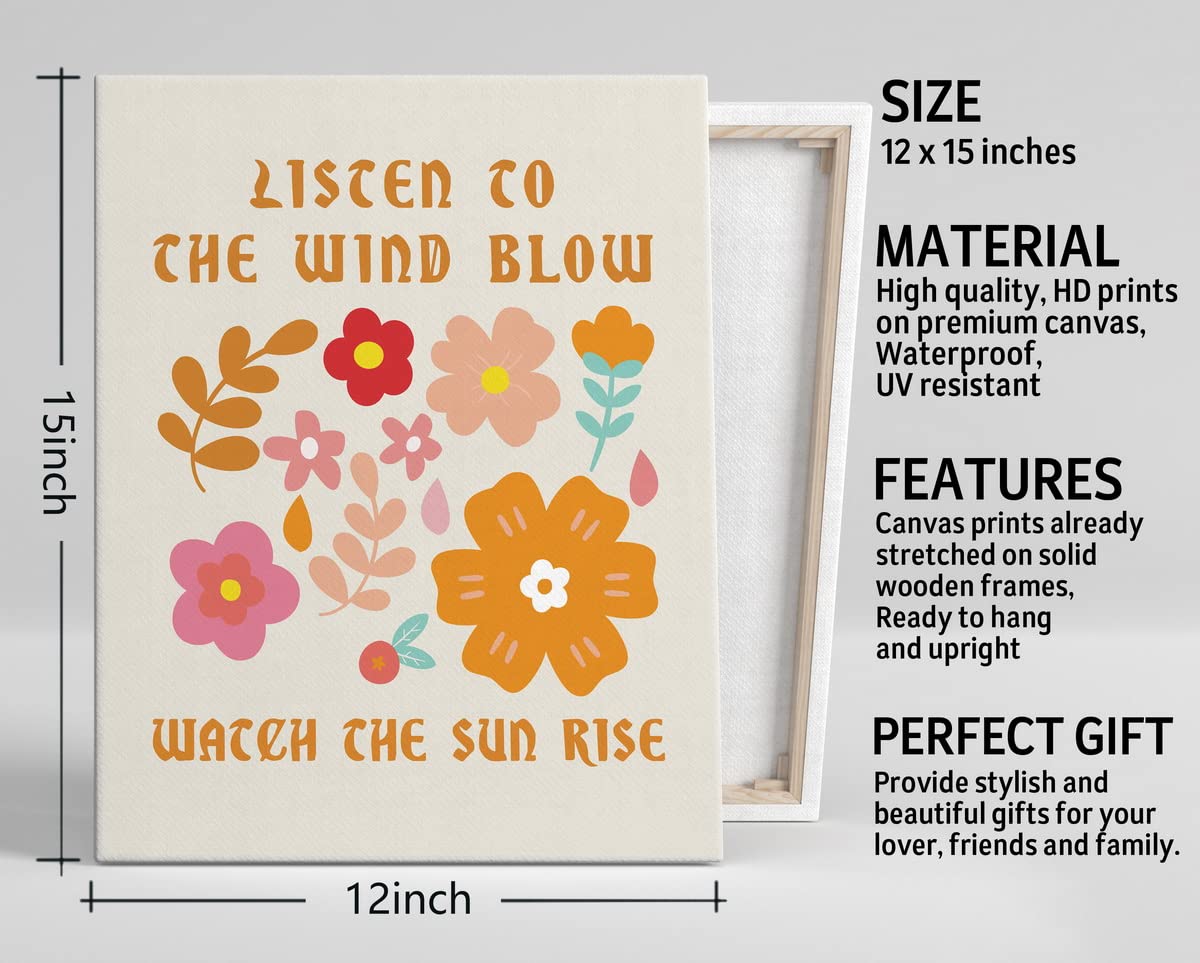 LISTEN TO
THE WIND BLOW
WATCH THE SUN RISE
15inch
12inch
SIZE
12 x 15 inches
MATERIAL
High quality, HD prints
on premium canvas,
Waterproof,
UV resistant
FEATURES
Canvas prints already
stretched on solid
wooden frames,
Ready to hang
and upright
PERFECT GIFT
Provide stylish and
beautiful gifts for your
lover, friends and family.